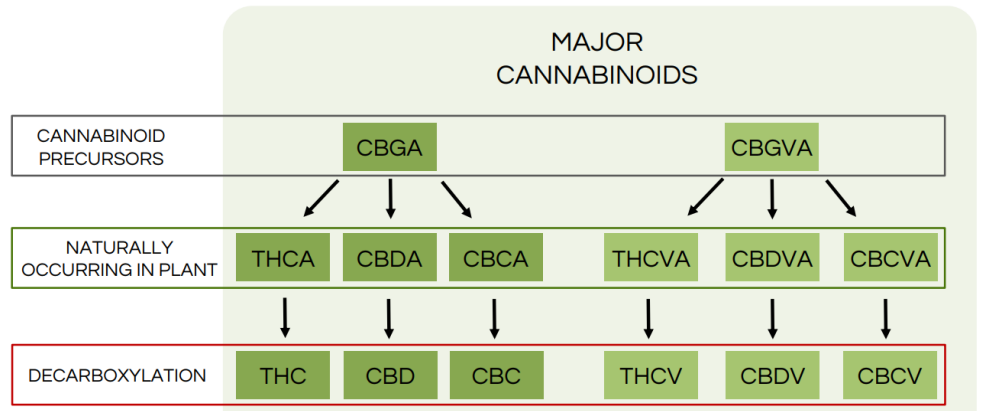 MAJOR
CANNABINOIDS
CANNABINOID
PRECURSORS
CBGA
CBGVA
NATURALLY
OCCURRING IN PLANT
THCA
CBDA
CBCA
THCVA
CBDVA
CBCVA
DECARBOXYLATION
THC
CBD
CBC
THCV
CBDV
CBCV